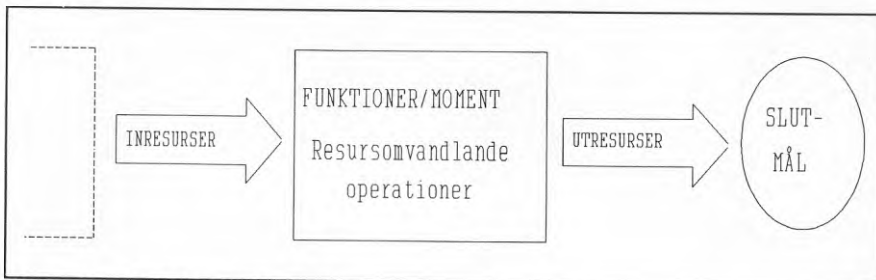 INRESURSER
FUNKTIONER/MOMENT
Resursomvandlande
operationer
UTRESURSER
SLUT-
MÅL